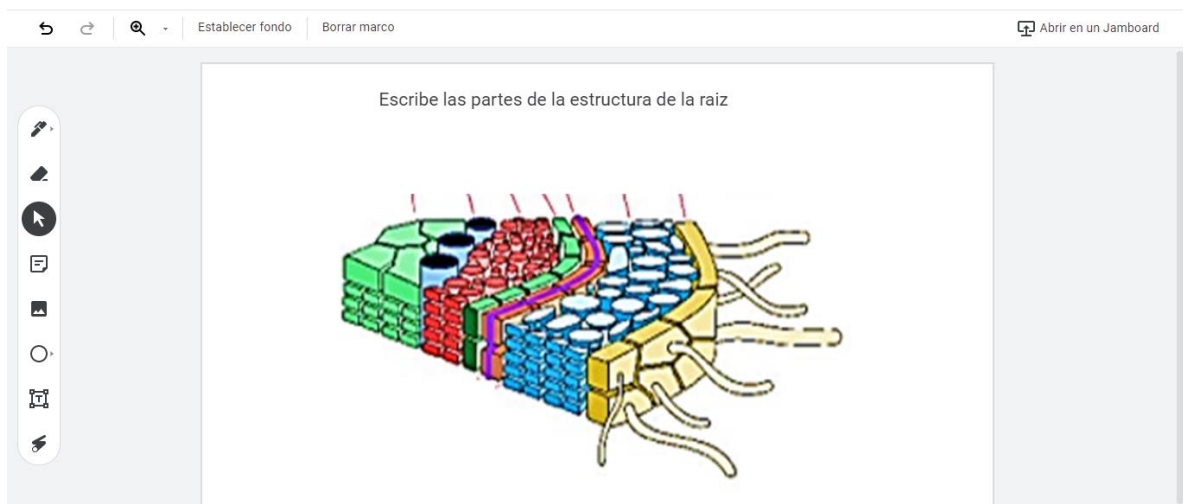 Establecer fondo
Borrar marco
Abrir en un Jamboard
Escribe las partes de la estructura de la raiz